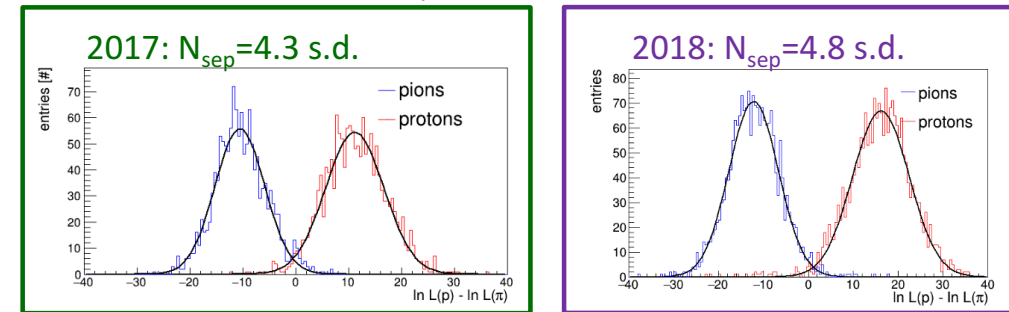 2017: Nsep=4.3 s.d.
entries [#]
70
60
50
40
30
20
10
0
pions
protons
−40 −30 −20 −10 0 10 20 30 40
ln L(p) - ln L(π)
2018: Nsep=4.8 s.d.
entries
80
70
60
50
40
30
20
10
0
pions
protons
−40 −30 −20 −10 0 10 20 30 40
ln L(p) - ln L(π)